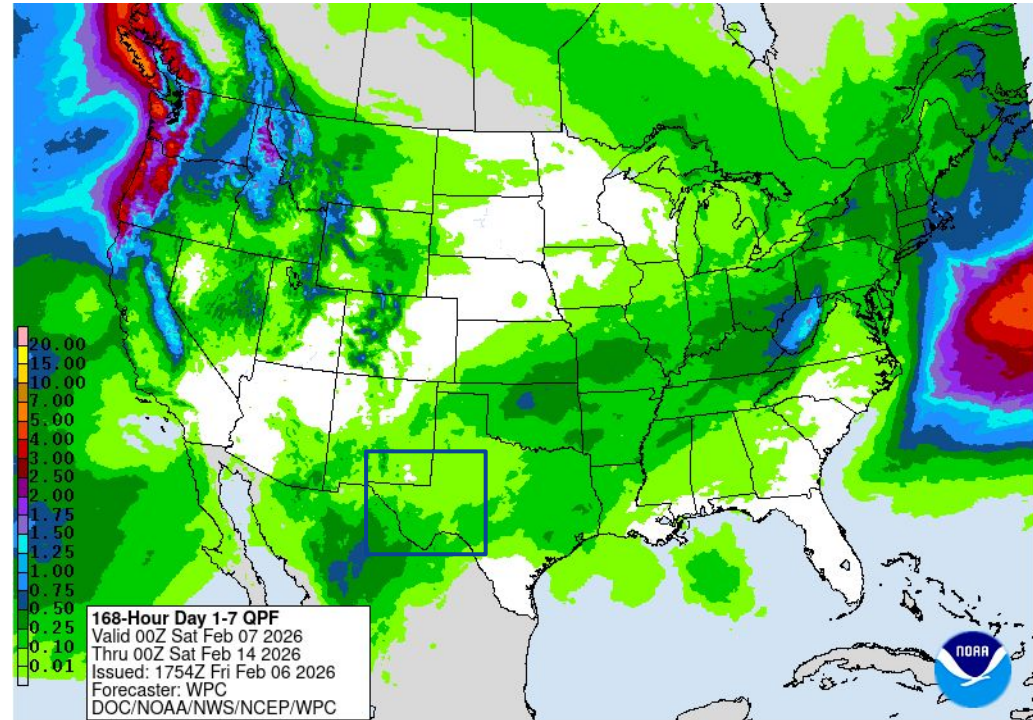 20.00
15.00
10.00
7.00
5.00
4.00
3.00
2.50
2.00
1.75
1.50
1.25
1.00
0.75
0.50
0.25
0.10
0.01
168-Hour Day 1-7 QPF
Valid 00Z Sat Feb 07 2026
Thru 00Z Sat Feb 14 2026
Issued: 1754Z Fri Feb 06 2026
Forecaster: WPC
DOC/NOAA/NWS/NCEP/WPC
NOAA